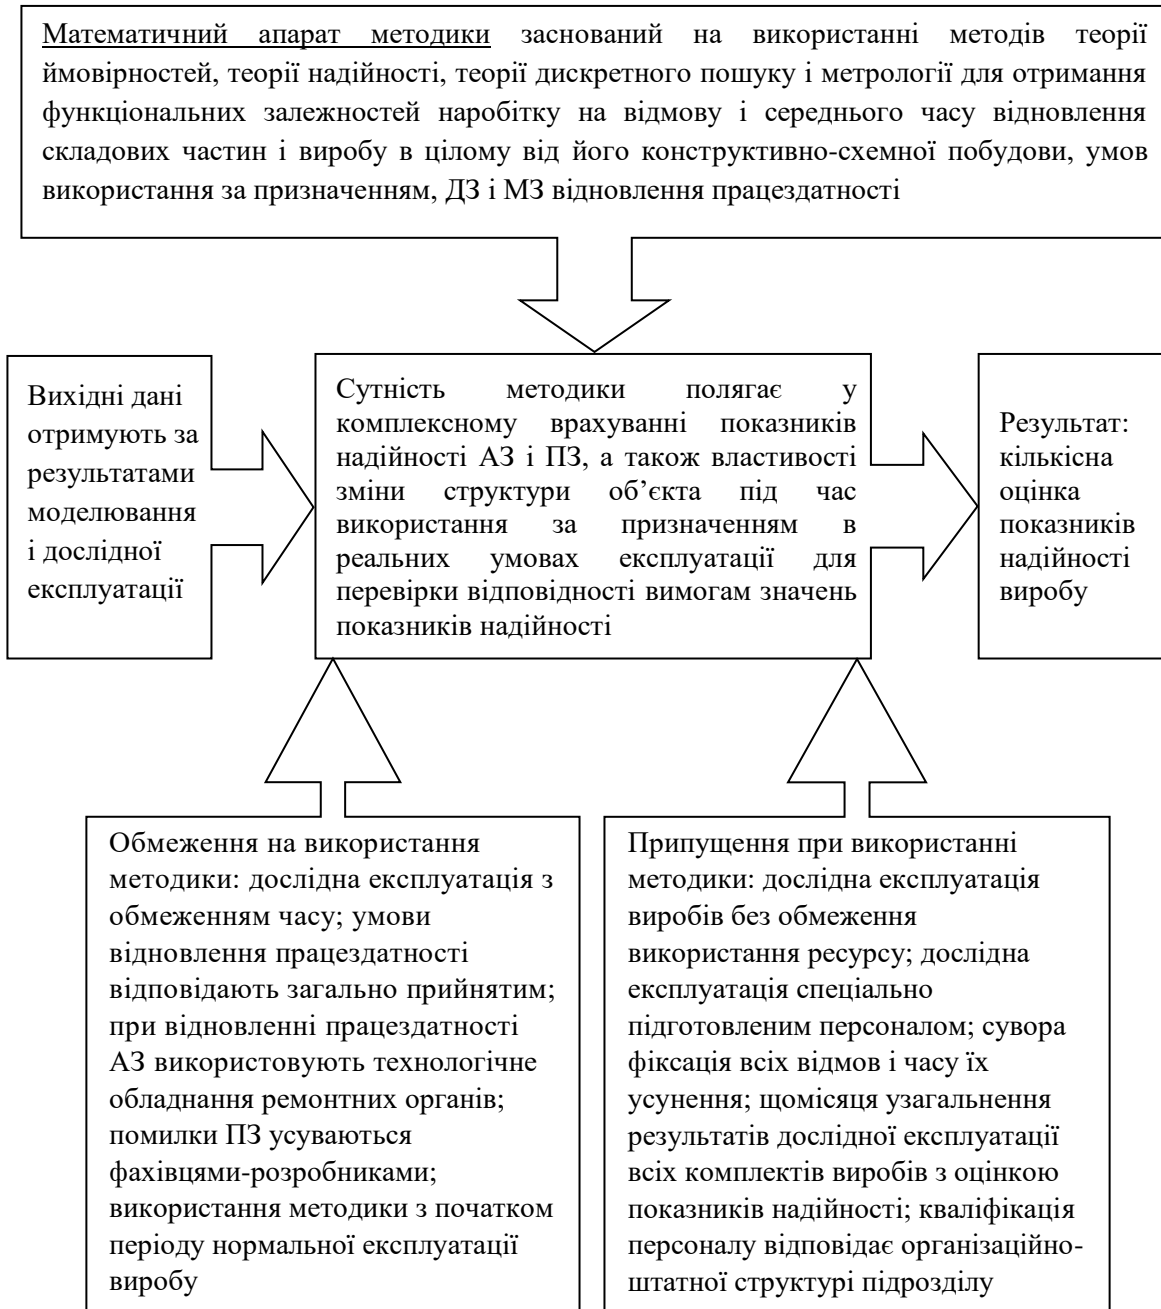 Математичний апарат методики заснований на використанні методів теорії
ймовірностей, теорії надійності, теорії дискретного пошуку і метрології для отримання
функціональних залежностей наробітку на відмову і середнього часу відновлення
складових частин і виробу в цілому від його конструктивно-схемної побудови, умов
використання за призначенням, ДЗ і МЗ відновлення працездатності
Вихідні дані
отримують за
результатами
моделювання
і дослідної
експлуатації
Сутність методики полягає у
комплексному врахуванні показників
надійності АЗ і ПЗ, а також властивості
зміни структури об’єкта під час
використання за призначенням в
реальних умовах експлуатації для
перевірки відповідності вимогам значень
показників надійності
Результат:
кількісна
оцінка
показників
надійності
виробу
Обмеження на використання
методики: дослідна експлуатація з
обмеженням часу; умови
відновлення працездатності
відповідають загально прийнятим;
при відновленні працездатності
АЗ використовують технологічне
обладнання ремонтних органів;
помилки ПЗ усуваються
фахівцями-розробниками;
використання методики з початком
періоду нормальної експлуатації
виробу
Припущення при використанні
методики: дослідна експлуатація
виробів без обмеження
використання ресурсу; дослідна
експлуатація спеціально
підготовленим персоналом; сувора
фіксація всіх відмов і часу їх
усунення; щомісяця узагальнення
результатів дослідної експлуатації
всіх комплектів виробів з оцінкою
показників надійності; кваліфікація
персоналу відповідає організаційно-
штатної структурі підрозділу